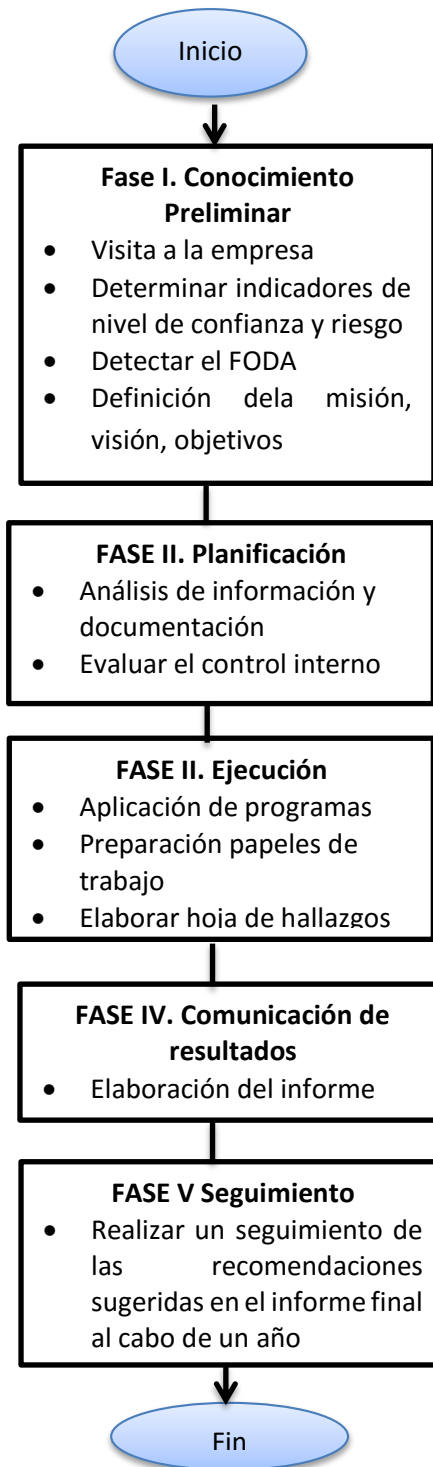 Inicio
Fase I. Conocimiento
Preliminar
• Visita a la empresa
• Determinar indicadores de
nivel de confianza y riesgo
• Detectar el FODA
• Definición dela misión,
visión, objetivos
FASE II. Planificación
• Análisis de información y
documentación
• Evaluar el control interno
FASE II. Ejecución
• Aplicación de programas
• Preparación papeles de
trabajo
• Elaborar hoja de hallazgos
FASE IV. Comunicación de
resultados
• Elaboración del informe
FASE V Seguimiento
• Realizar un seguimiento de
las recomendaciones
sugeridas en el informe final
al cabo de un año
Fin